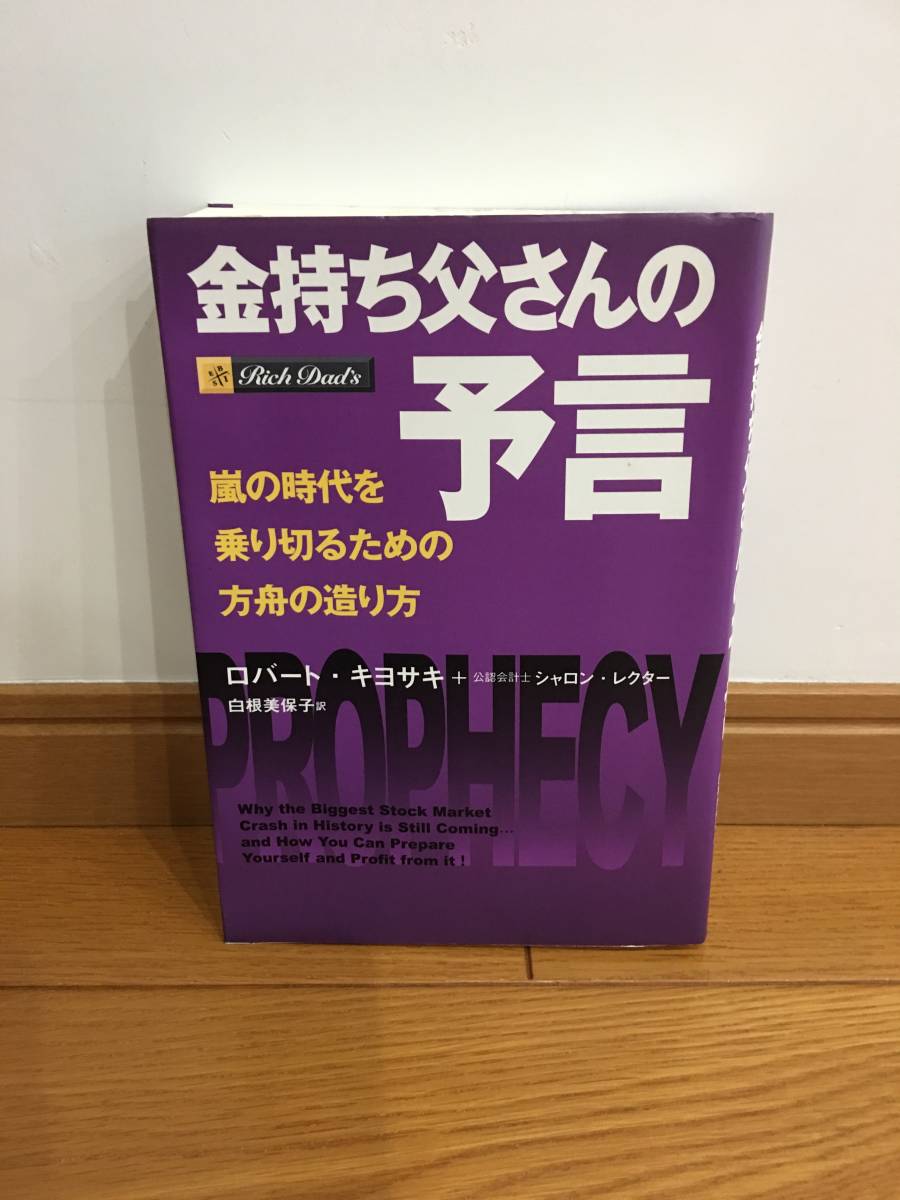 金持ち父さんの
予言
E B S I
Rich Dad's
嵐の時代を
乗り切るための
方舟の造り方
ロバート・キヨサキ+公認会計士 シャロン・レクター
白根美保子訳
PROPHECY
Why the Biggest Stock Market
Crash in History is Still Coming...
and How You Can Prepare
Yourself and Profit from it!